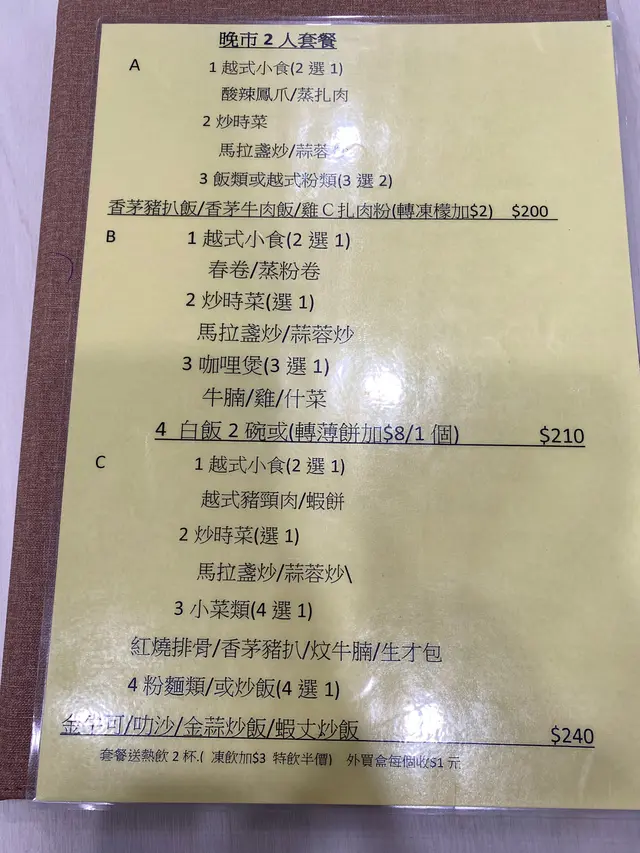 晚市 2 人套餐
A
1 越式小食(2 選 1)
酸辣鳳爪/蒸扎肉
2 炒時菜
馬拉盞炒/蒜蓉
3 飯類或越式粉類(3 選 2)
香茅豬扒飯/香茅牛肉飯/雞C扎肉粉(轉凍檬加$2) $200
B
1 越式小食(2 選 1)
春卷/蒸粉卷
2 炒時菜(選 1)
馬拉盞炒/蒜蓉炒
3 咖哩煲(3 選 1)
牛腩/雞/什菜
4 白飯 2 碗或(轉薄餅加$8/1 個) $210
C
1 越式小食(2 選 1)
越式豬頸肉/蝦餅
2 炒時菜(選 1)
馬拉盞炒/蒜蓉炒\
3 小菜類(4 選 1)
紅燒排骨/香茅豬扒/炆牛腩/生才包
4 粉麵類/或炒飯(4 選 1)
金牛河/叻沙/金蒜炒飯/蝦丈炒飯 $240
套餐送熱飲 2 杯.( 凍飲加$3 特飲半價) 外買盒每個收$1 元